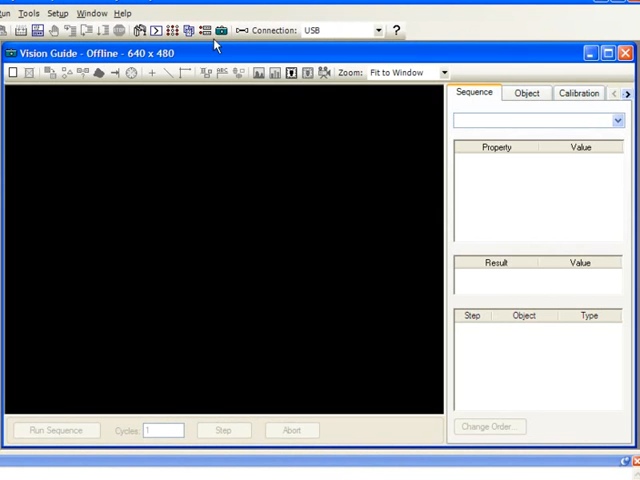 un Tools Setup Window Help
Connection: USB ?
Vision Guide - Offline - 640 x 480
Zoom: Fit to Window
Sequence Object Calibration
Property Value
Result Value
Step Object Type
Run Sequence Cycles: 1 Step Abort
Change Order...